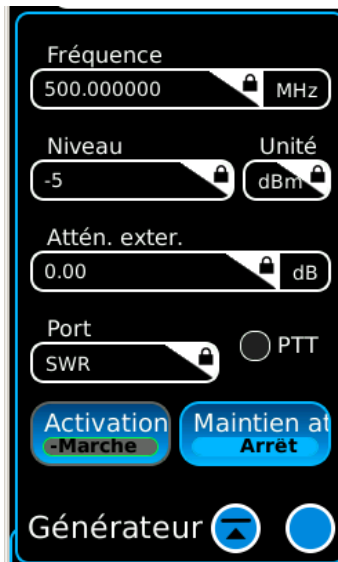 Fréquence
500.000000 MHz
Niveau Unité
-5 dBm
Attén. exter.
0.00 dB
Port
SWR PTT
Activation Maintien at
-Marche Arrêt
Générateur